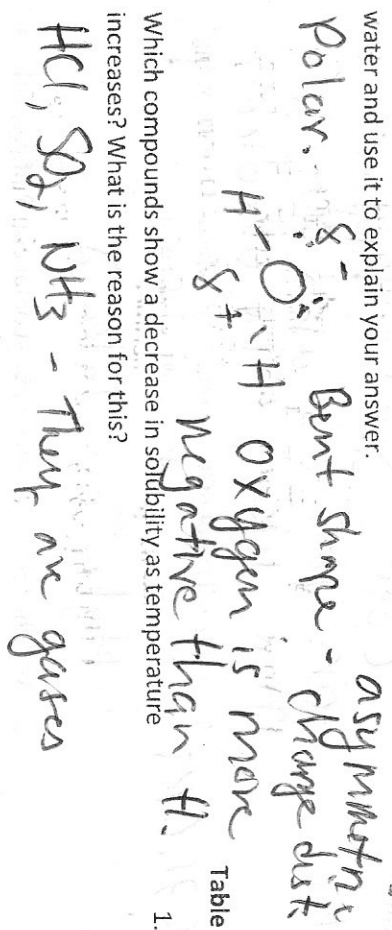 water and use it to explain your answer.
Polar. δ- Bent shape - asymmetric
charge dist.
H-O-H oxygen is more
δ+ negative than H.
Table
1.
Which compounds show a decrease in solubility as temperature
increases? What is the reason for this?
HCl, SO2, NH3 - They are gases